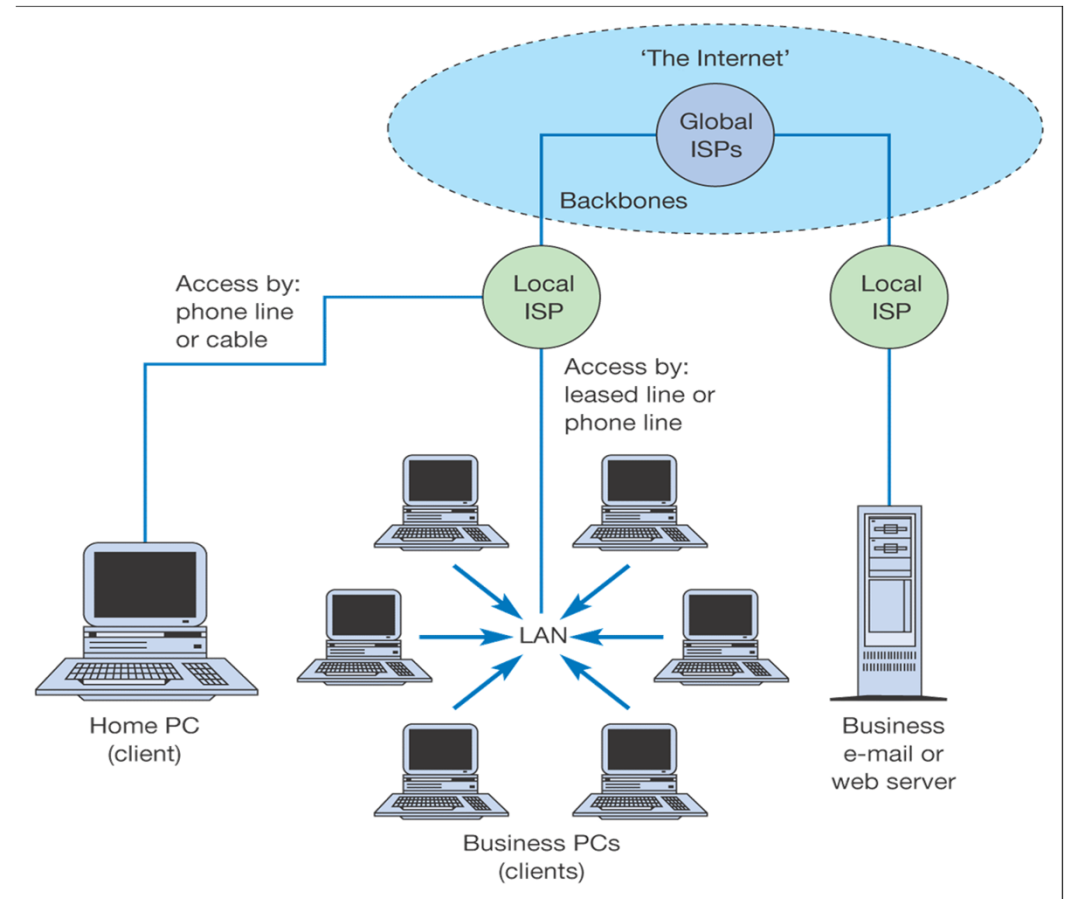 ‘The Internet’
Global
ISPs
Backbones
Local
ISP
Local
ISP
Access by:
phone line
or cable
Access by:
leased line or
phone line
LAN
Home PC
(client)
Business
e-mail or
web server
Business PCs
(clients)